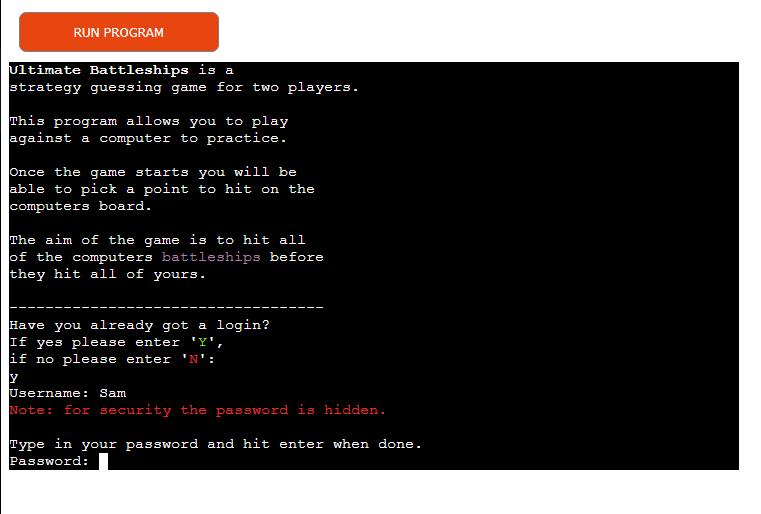 RUN PROGRAM
Ultimate Battleships is a
strategy guessing game for two players.
This program allows you to play
against a computer to practice.
Once the game starts you will be
able to pick a point to hit on the
computers board.
The aim of the game is to hit all
of the computers battleships before
they hit all of yours.
-----------------------------------
Have you already got a login?
If yes please enter 'Y',
if no please enter 'N':
y
Username: Sam
Note: for security the password is hidden.
Type in your password and hit enter when done.
Password: